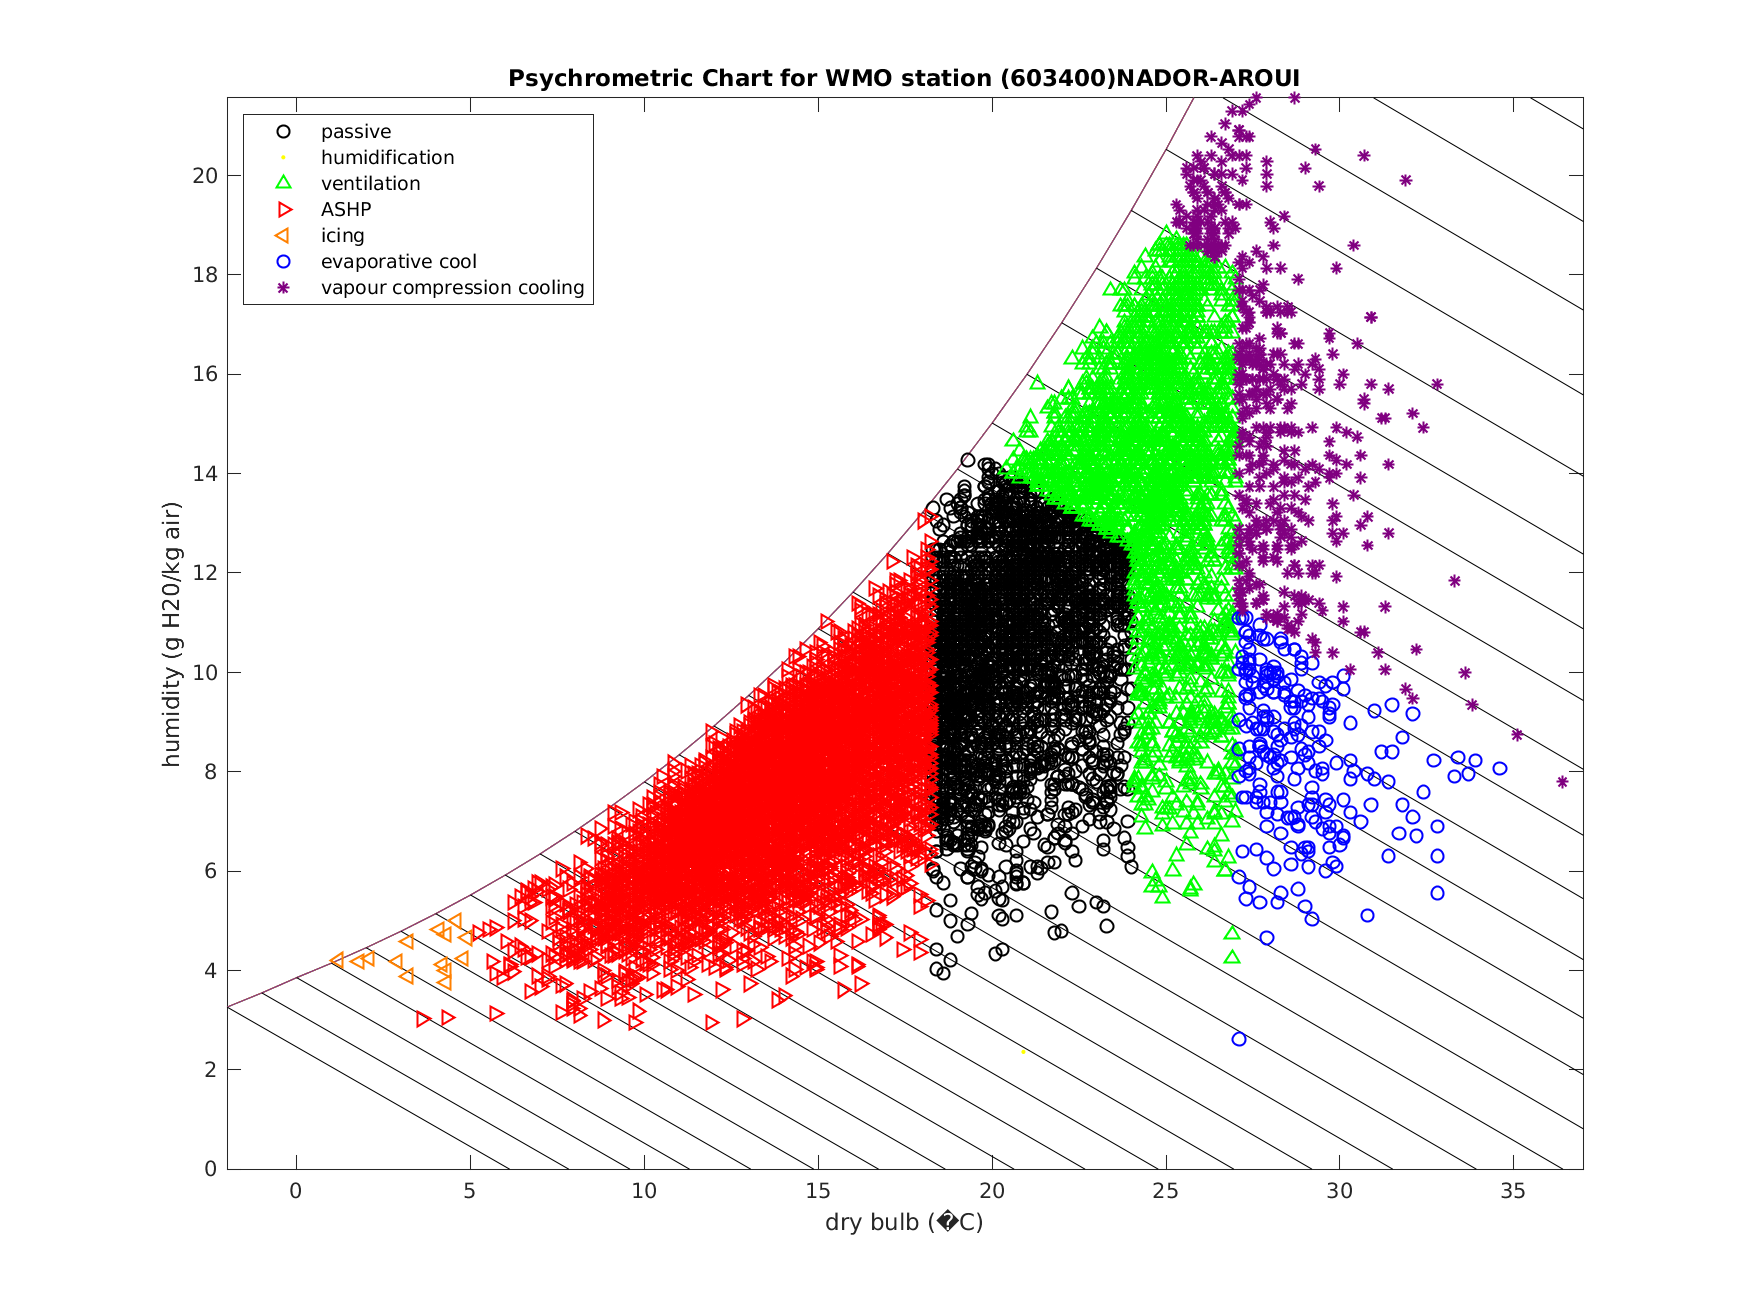 Psychrometric Chart for WMO station (603400)NADOR-AROUI
passive
humidification
ventilation
ASHP
icing
evaporative cool
vapour compression cooling
humidity (g H20/kg air)
20
18
16
14
12
10
8
6
4
2
0
0 5 10 15 20 25 30 35
dry bulb (�C)